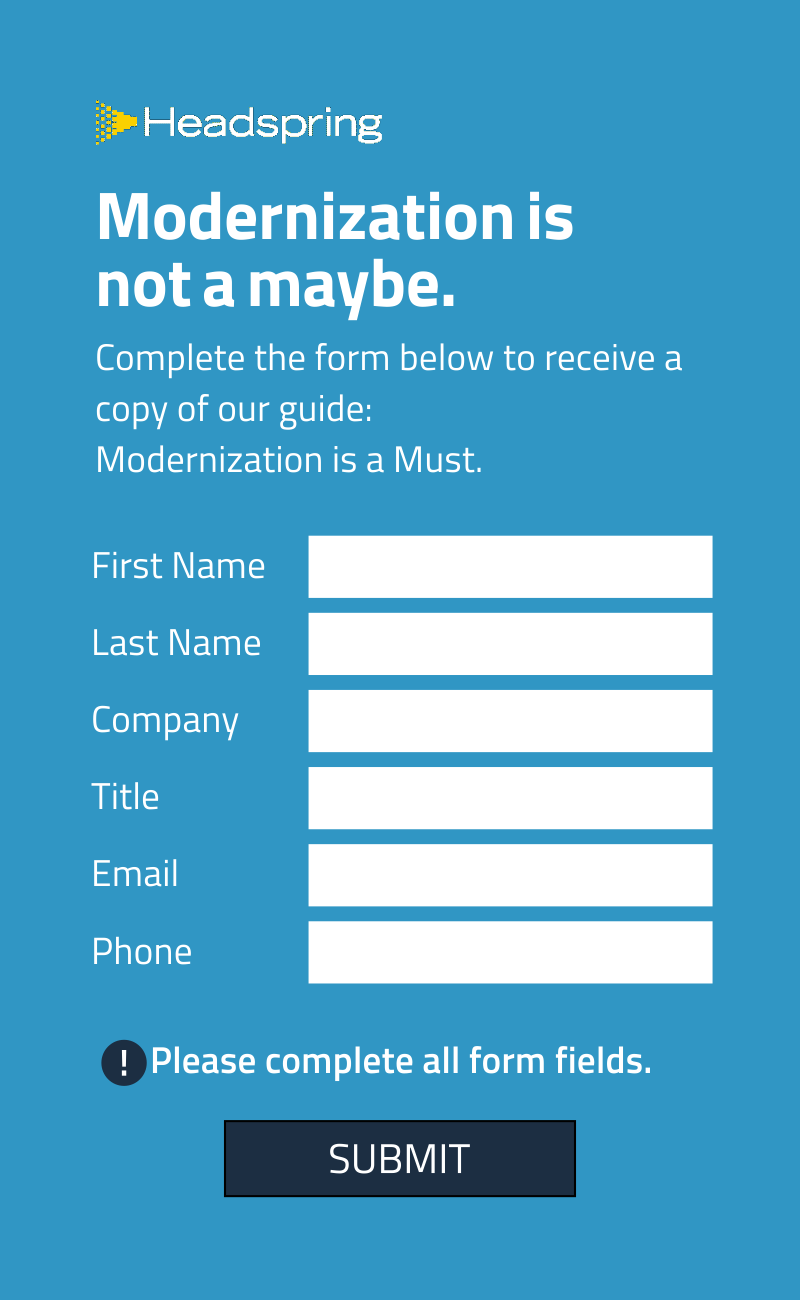 Headspring
Modernization is
not a maybe.
Complete the form below to receive a
copy of our guide:
Modernization is a Must.
First Name
Last Name
Company
Title
Email
Phone
! Please complete all form fields.
SUBMIT